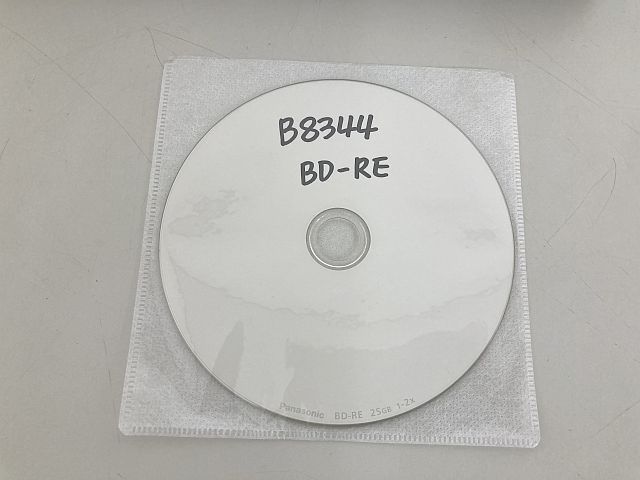 B8344
BD-RE
Panasonic BD-RE 25GB 1-2x